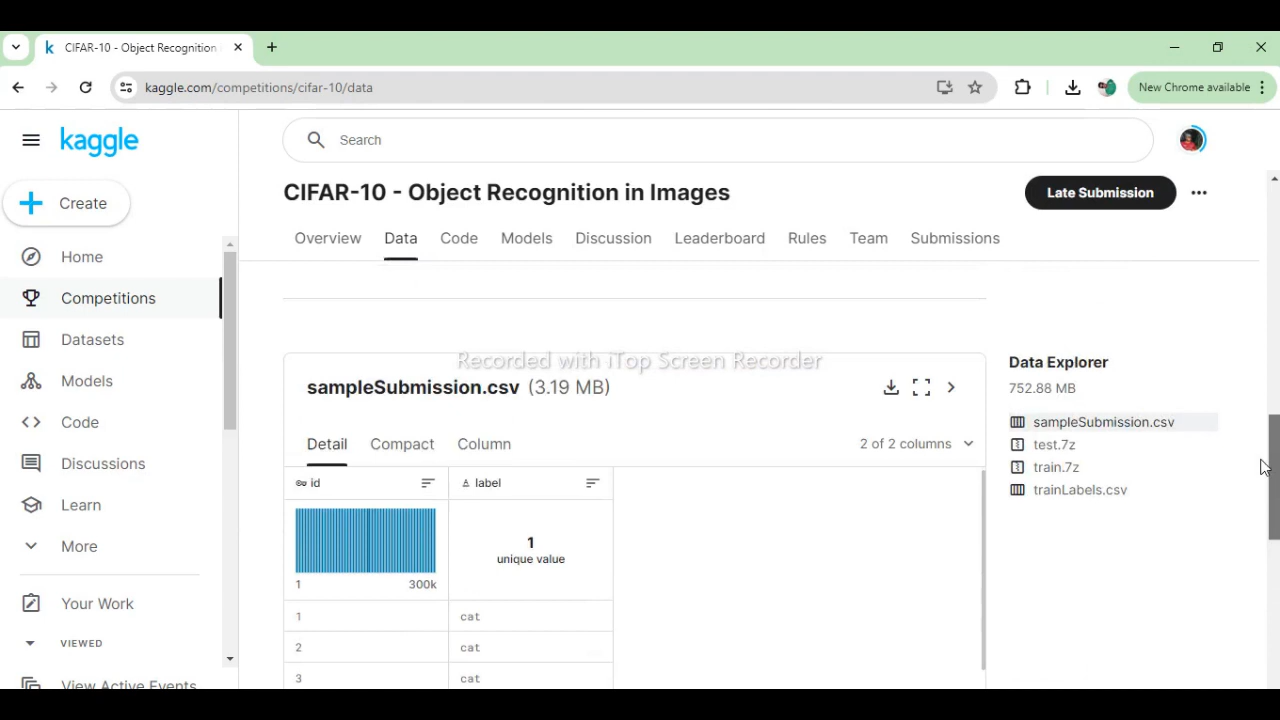 CIFAR-10 - Object Recognition
kaggle.com/competitions/cifar-10/data
New Chrome available
kaggle
Search
Create
CIFAR-10 - Object Recognition in Images
Late Submission
Overview Data Code Models Discussion Leaderboard Rules Team Submissions
Home
Competitions
Datasets
Models
Code
Discussions
Learn
More
Your Work
VIEWED
View Active Events
Recorded with iTop Screen Recorder
sampleSubmission.csv (3.19 MB)
Detail Compact Column 2 of 2 columns
id label
1 300k
1
unique value
1 cat
2 cat
3 cat
Data Explorer
752.88 MB
sampleSubmission.csv
test.7z
train.7z
trainLabels.csv